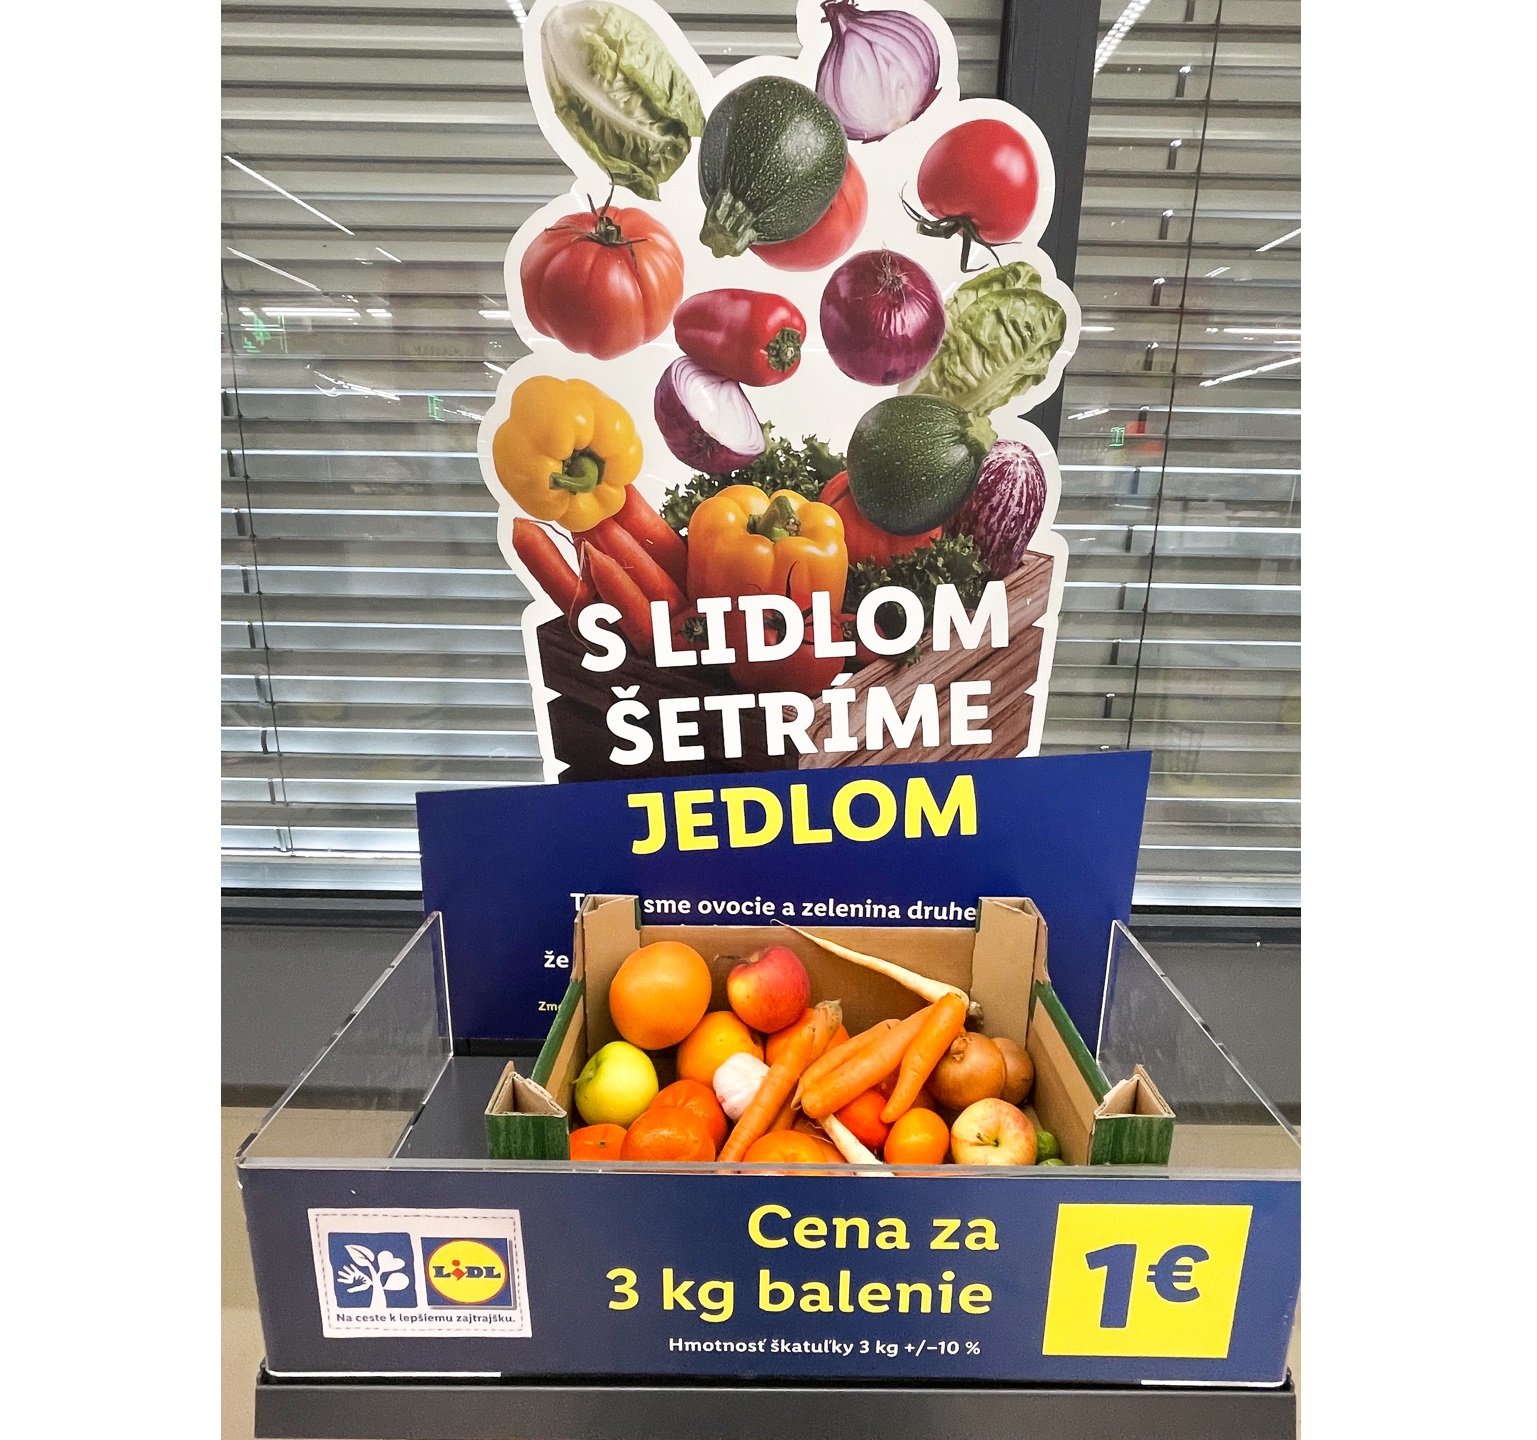 S LIDLOM
ŠETRÍME
JEDLOM
sme ovocie a zelenina
že
Cena za
3 kg balenie
1€
Hmotnosť škatuľky 3 kg +/–10 %
LIDL
Na ceste k lepšiemu zajtrajšku.